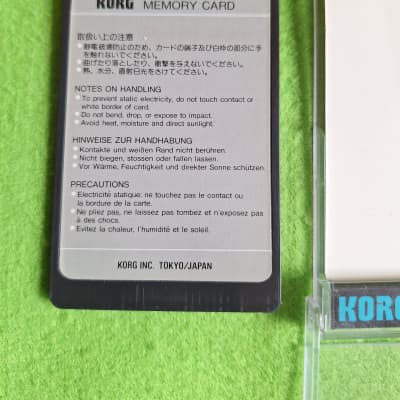 KORG MEMORY CARD
取扱い上の注意
●静電破壊防止のため、カードの端子及び白枠の部分に手
を触れないでください。
●曲げたり落としたり、衝撃を与えないでください。
●熱、水分、直射日光をさけてください。
NOTES ON HANDLING
●To prevent static electricity, do not touch contact or
white border of card.
●Do not bend, drop, or expose to impact.
●Avoid heat, moisture and direct sunlight.
HINWEISE ZUR HANDHABUNG
●Kontakte und weißen Rand nicht berühren.
●Nicht biegen, stossen oder fallen lassen.
●Vor Wärme, Feuchtigkeit und direkter Sonne schützen.
PRECAUTIONS
●Electricité statique: ne touchez pas le contact ou
la bordure de la carte.
●Ne pliez pas, ne laissez pas tombez et n'exposez pas
à des chocs.
●Evitez la chaleur, l'humidité et le soleil.
KORG INC. TOKYO/JAPAN
KORG